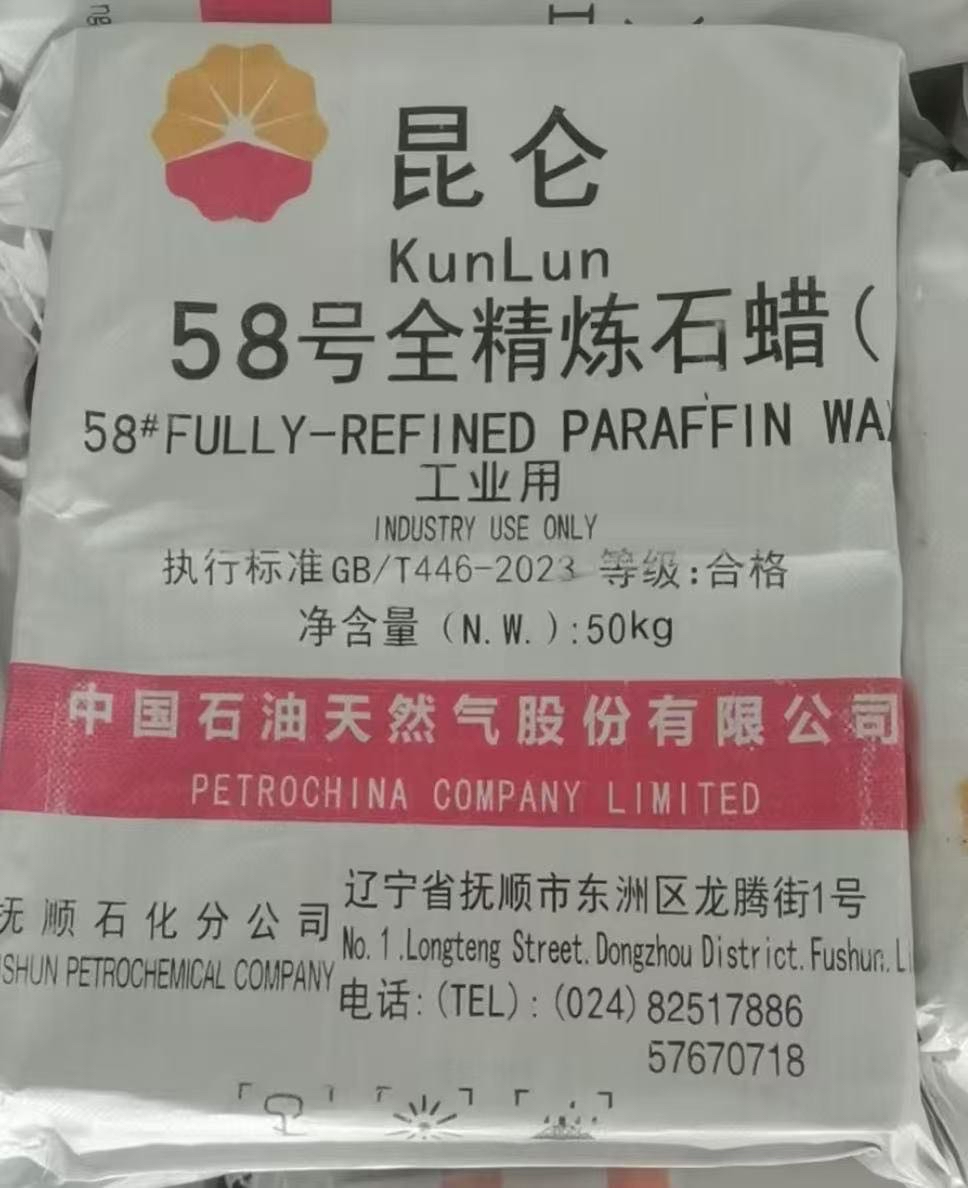 昆仑
KunLun
58号全精炼石蜡(
58#FULLY-REFINED PARAFFIN WAX
工业用
INDUSTRY USE ONLY
执行标准GB/T446-2023 等级:合格
净含量(N.W.):50kg
中国石油天然气股份有限公司
PETROCHINA COMPANY LIMITED
抚顺石化分公司
SHUN PETROCHEMICAL COMPANY
辽宁省抚顺市东洲区龙腾街1号
No.1.Longteng Street.Dongzhou District.Fushun.Li
电话:(TEL):(024)82517886
57670718